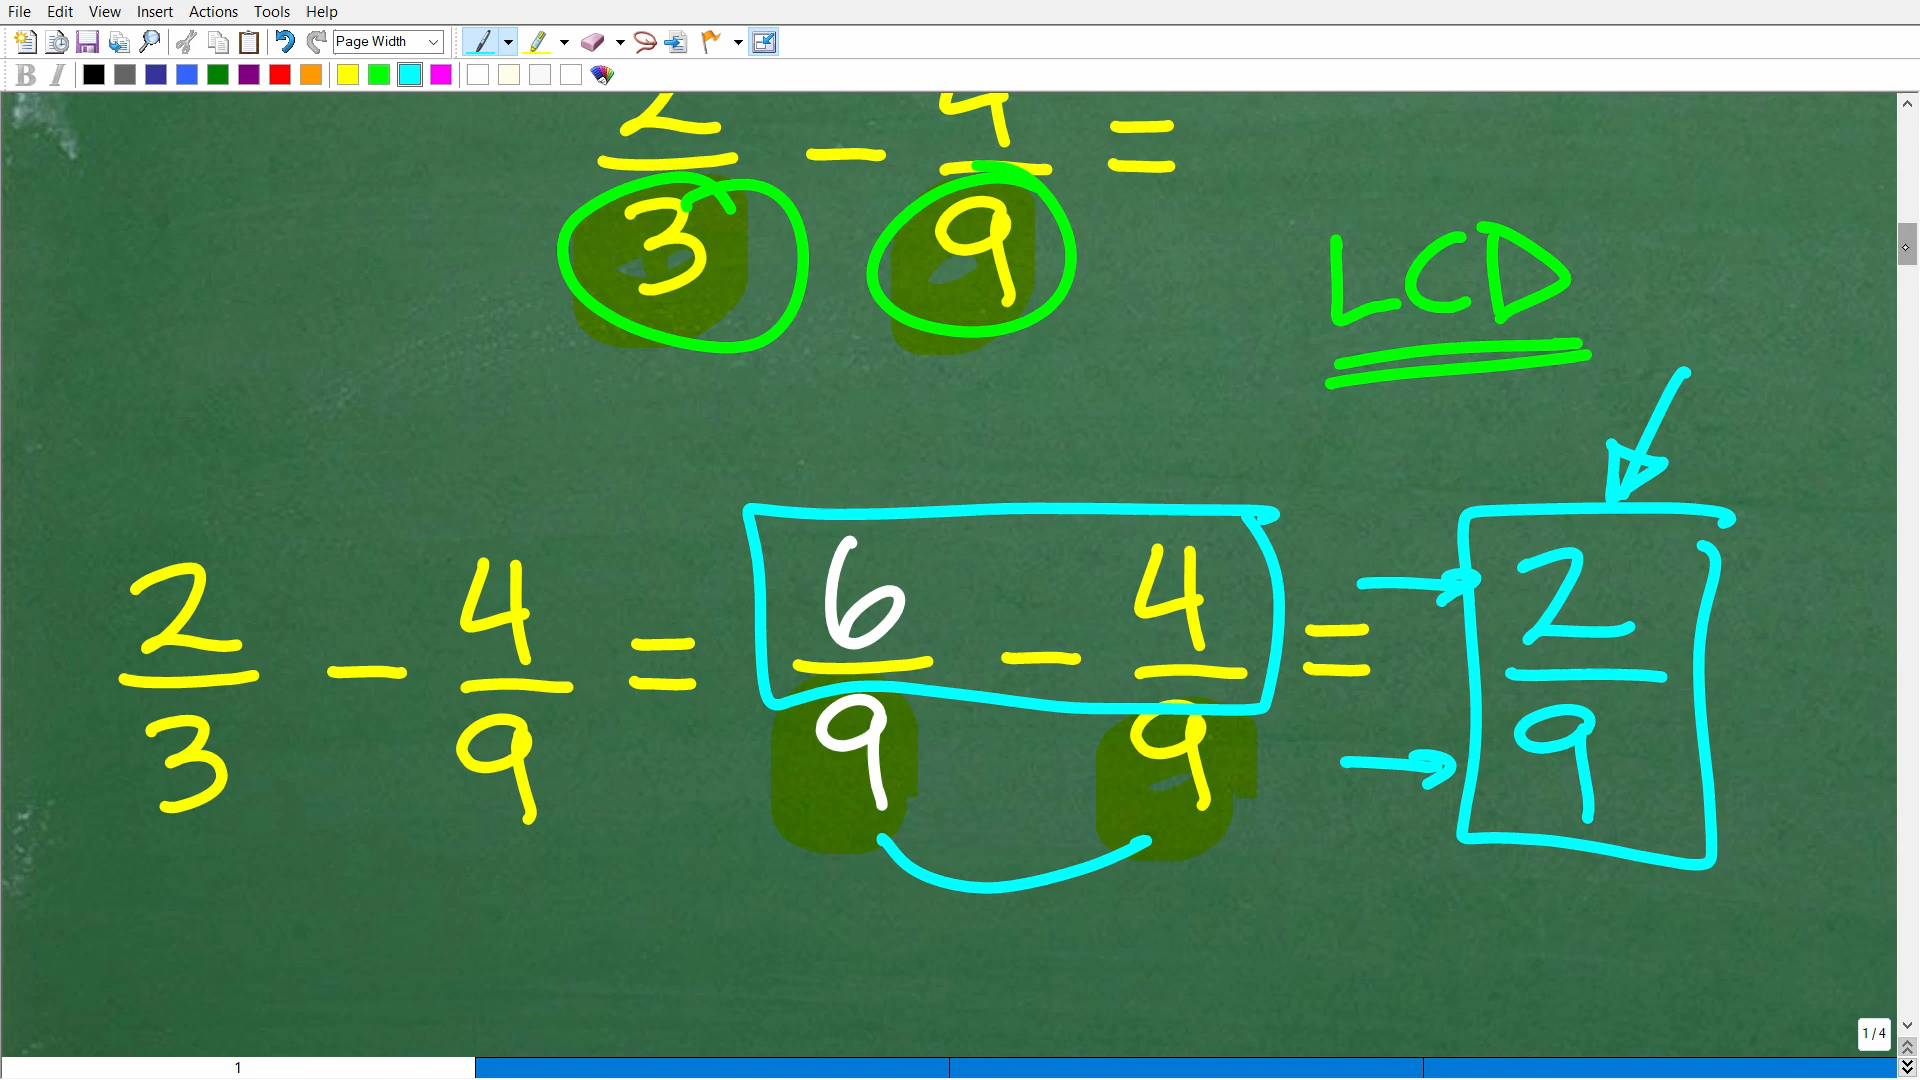 File Edit View Insert Actions Tools Help
Page Width
B I
2/3 - 4/9 =
LCD
2/3 - 4/9 = 6/9 - 4/9 = 2/9
1 / 4
1